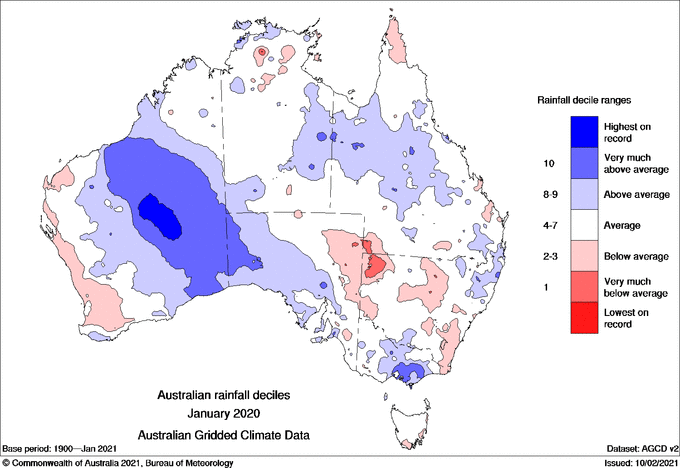 Rainfall decile ranges
Highest on
record
10
Very much
above average
8-9
Above average
4-7
Average
2-3
Below average
1
Very much
below average
Lowest on
record
Australian rainfall deciles
January 2020
Australian Gridded Climate Data
Base period: 1900—Jan 2021
Dataset: AGCD v2
© Commonwealth of Australia 2021, Bureau of Meteorology
Issued: 10/02/2021